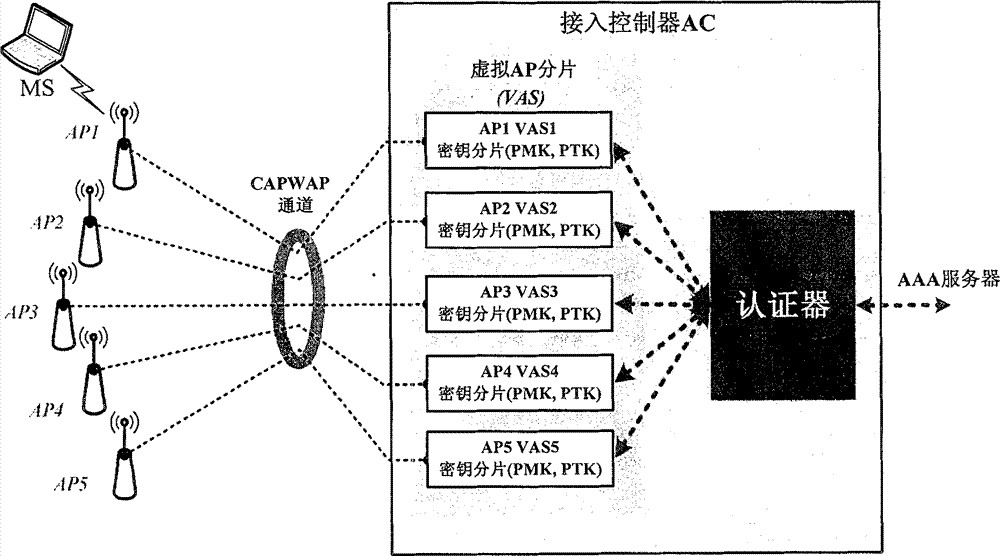 接入控制器AC
虚拟AP分片
(VAS)
MS
AP1
AP2
AP3
AP4
AP5
CAPWAP
通道
AP1 VAS1
密钥分片(PMK, PTK)
AP2 VAS2
密钥分片(PMK, PTK)
AP3 VAS3
密钥分片(PMK, PTK)
AP4 VAS4
密钥分片(PMK, PTK)
AP5 VAS5
密钥分片(PMK, PTK)
认证器
AAA服务器